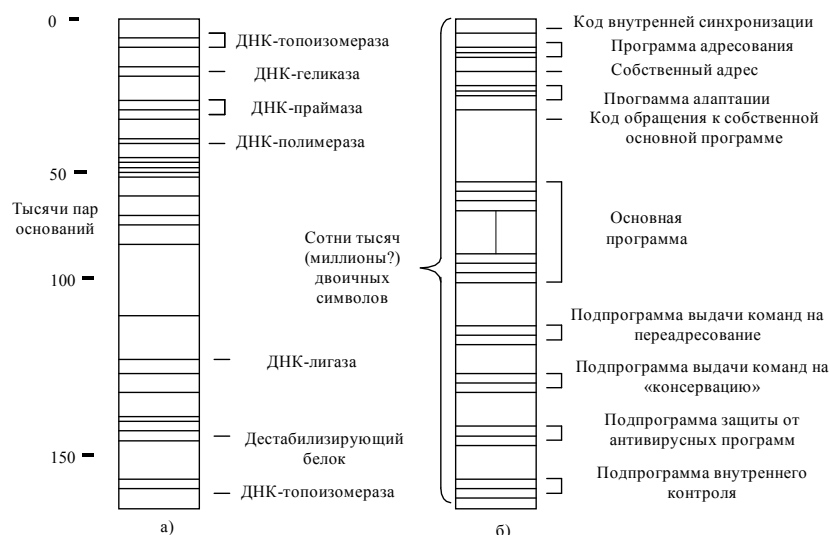 0
ДНК-топоизомераза
ДНК-геликаза
ДНК-праймаза
ДНК-полимераза
50
Тысячи пар
оснований
100
ДНК-лигаза
Дестабилизирующий
белок
150
ДНК-топоизомераза
а)
Сотни тысяч
(миллионы?)
двоичных
символов
Код внутренней синхронизации
Программа адресования
Собственный адрес
Программа адаптации
Код обращения к собственной
основной программе
Основная
программа
Подпрограмма выдачи команд на
переадресование
Подпрограмма выдачи команд на
«консервацию»
Подпрограмма защиты от
антивирусных программ
Подпрограмма внутреннего
контроля
б)